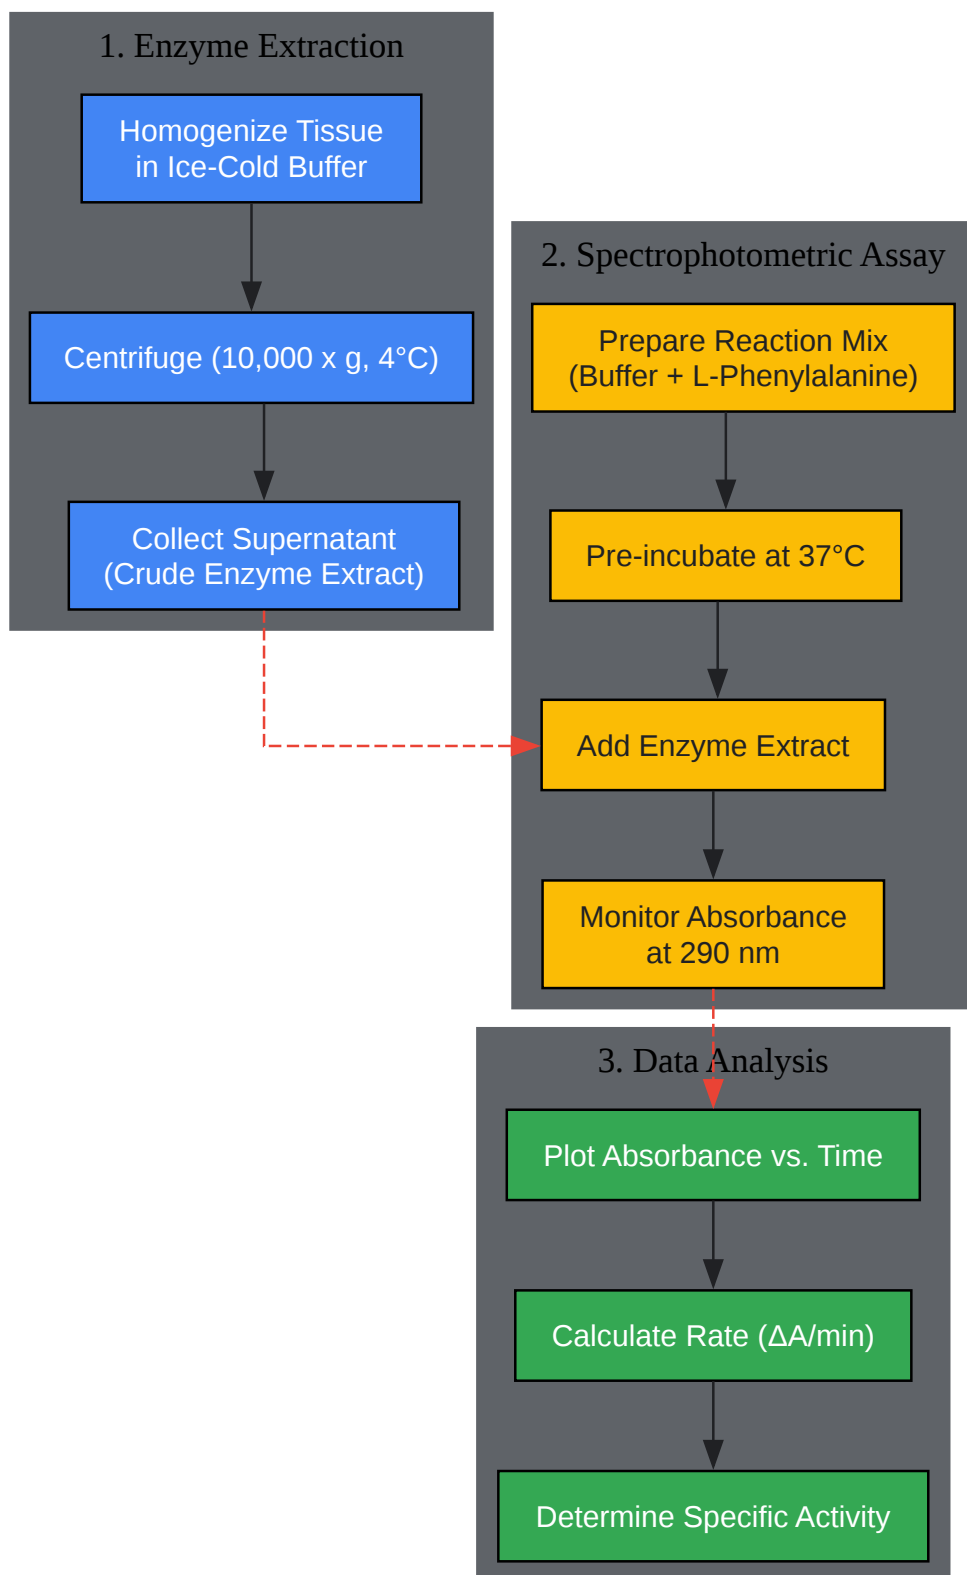 1. Enzyme Extraction
Homogenize Tissue
in Ice-Cold Buffer
Centrifuge (10,000 x g, 4°C)
Collect Supernatant
(Crude Enzyme Extract)
2. Spectrophotometric Assay
Prepare Reaction Mix
(Buffer + L-Phenylalanine)
Pre-incubate at 37°C
Add Enzyme Extract
Monitor Absorbance
at 290 nm
3. Data Analysis
Plot Absorbance vs. Time
Calculate Rate (ΔA/min)
Determine Specific Activity